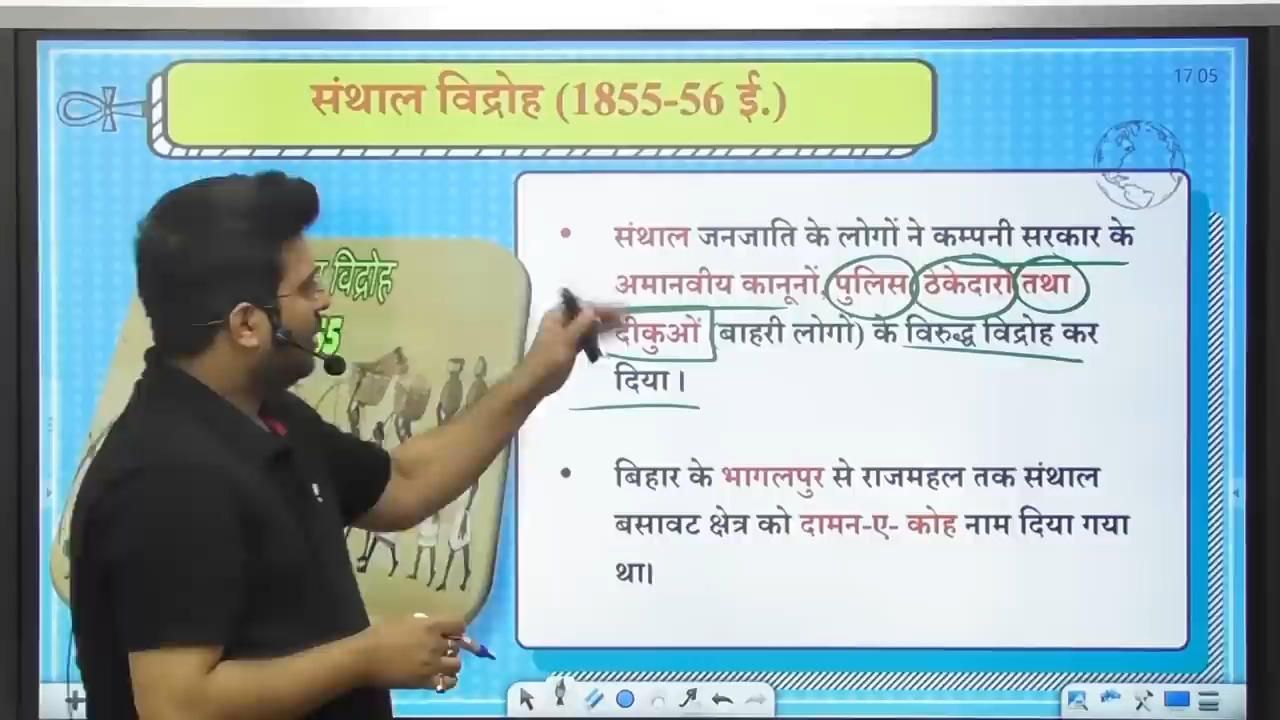 संथाल विद्रोह (1855-56 ई.)
17 05
विद्रोह
संथाल जनजाति के लोगों ने कम्पनी सरकार के
अमानवीय कानूनों, पुलिस ठेकेदारों तथा
दीकुओं (बाहरी लोगों) के विरुद्ध विद्रोह कर
दिया।
बिहार के भागलपुर से राजमहल तक संथाल
बसावट क्षेत्र को दामन-ए- कोह नाम दिया गया
था।